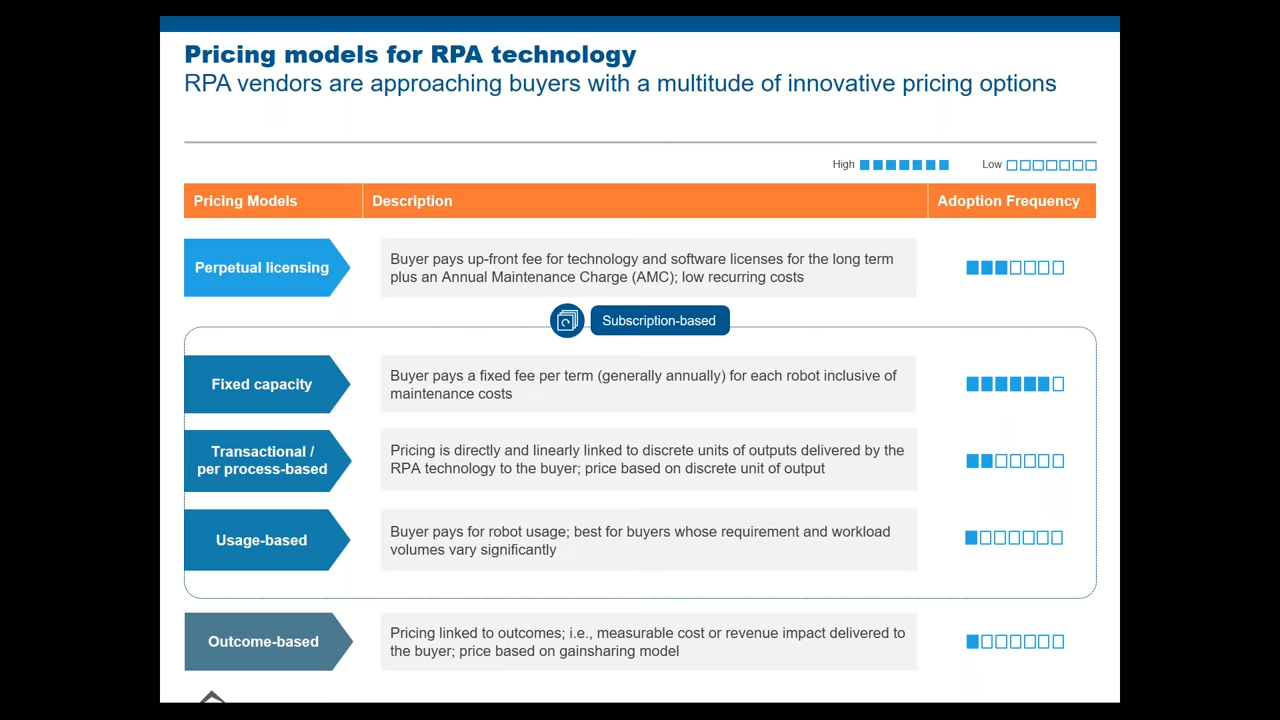 Pricing models for RPA technology
RPA vendors are approaching buyers with a multitude of innovative pricing options
High Low
Pricing Models Description Adoption Frequency
Perpetual licensing
Buyer pays up-front fee for technology and software licenses for the long term
plus an Annual Maintenance Charge (AMC); low recurring costs
Subscription-based
Fixed capacity
Buyer pays a fixed fee per term (generally annually) for each robot inclusive of
maintenance costs
Transactional /
per process-based
Pricing is directly and linearly linked to discrete units of outputs delivered by the
RPA technology to the buyer; price based on discrete unit of output
Usage-based
Buyer pays for robot usage; best for buyers whose requirement and workload
volumes vary significantly
Outcome-based
Pricing linked to outcomes; i.e., measurable cost or revenue impact delivered to
the buyer; price based on gainsharing model